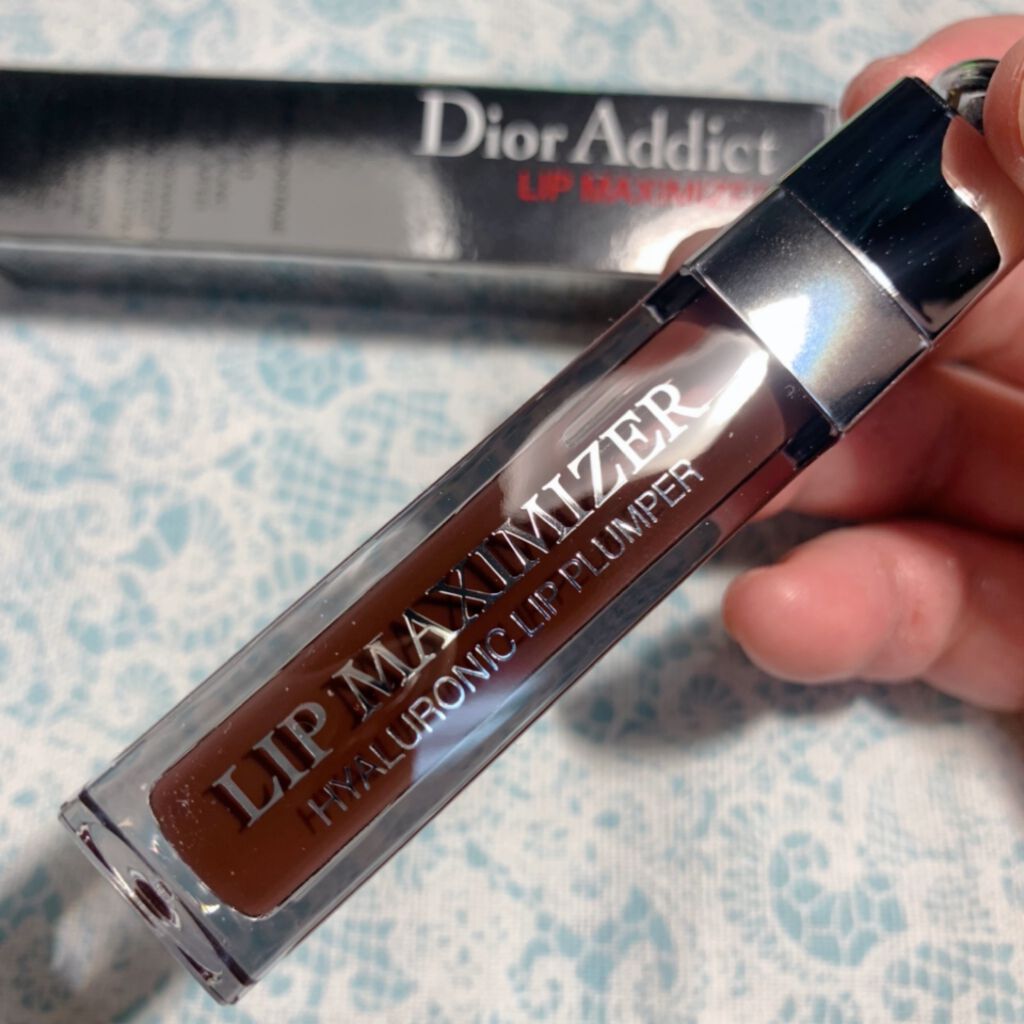 Dior Addict
LIP MAXIMIZER
LIP MAXIMIZER
HYALURONIC LIP PLUMPER